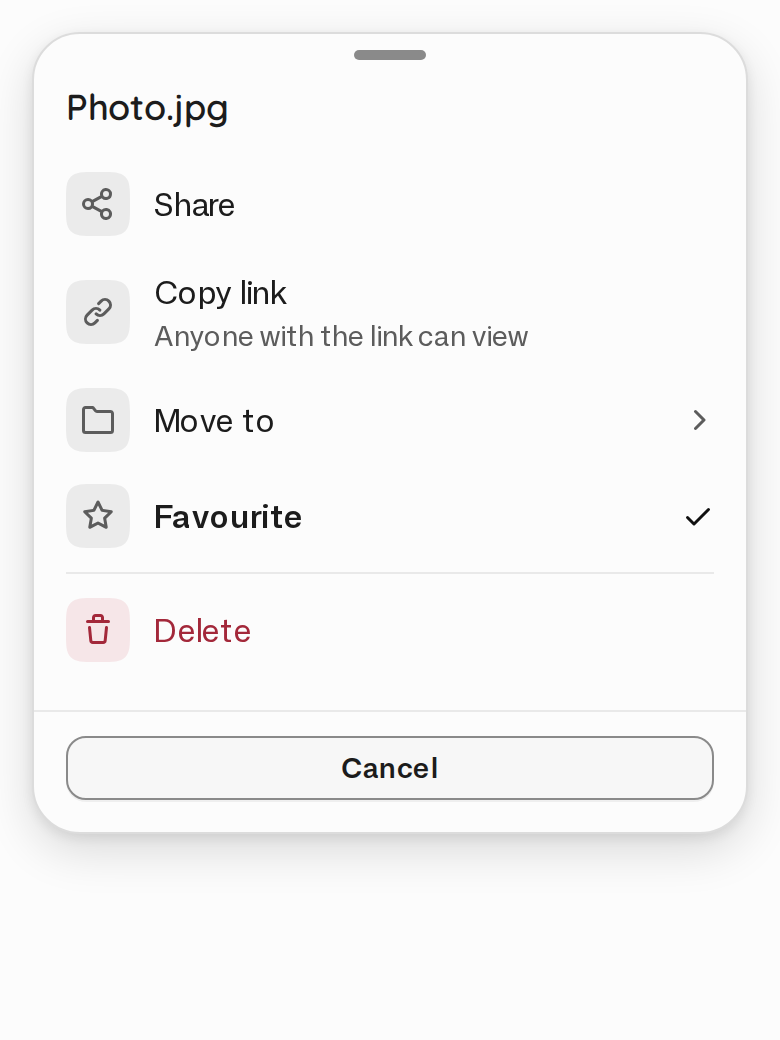 Photo.jpg
Share
Copy link
Anyone with the link can view
Move to
Favourite
Delete
Cancel